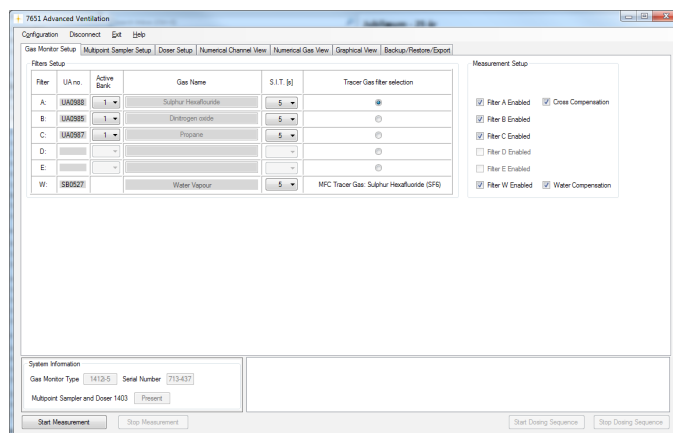 7651 Advanced Ventilation
Configuration Disconnect Exit Help
Gas Monitor Setup Multipoint Sampler Setup Doser Setup Numerical Channel View Numerical Gas View Graphical View Backup/Restore/Export
Filters Setup
Filter UA no. Active Bank Gas Name S.I.T. [s] Tracer Gas filter selection
A: UA0988 1 Sulphur Hexaflouride 5
B: UA0985 1 Dinitrogen oxide 5
C: UA0987 1 Propane 5
D:
E:
W: SB0527 Water Vapour 5 MFC Tracer Gas: Sulphur Hexafluoride (SF6)
Measurement Setup
Filter A Enabled Cross Compensation
Filter B Enabled
Filter C Enabled
Filter D Enabled
Filter E Enabled
Filter W Enabled Water Compensation
System Information
Gas Monitor Type 1412i-5 Serial Number 713-437
Multipoint Sampler and Doser 1403 Present
Start Measurement Stop Measurement Start Dosing Sequence Stop Dosing Sequence